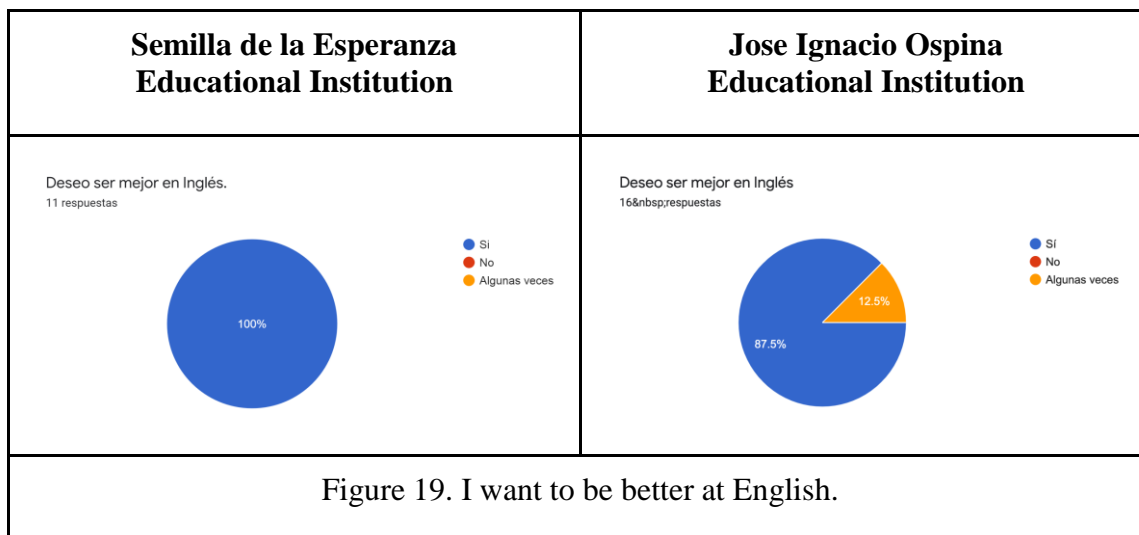 Semilla de la Esperanza
Educational Institution
Jose Ignacio Ospina
Educational Institution
Deseo ser mejor en Inglés.
11 respuestas
Si
No
Algunas veces
100%
Deseo ser mejor en Inglés
16&nbsp;respuestas
Sí
No
Algunas veces
12.5%
87.5%
Figure 19. I want to be better at English.